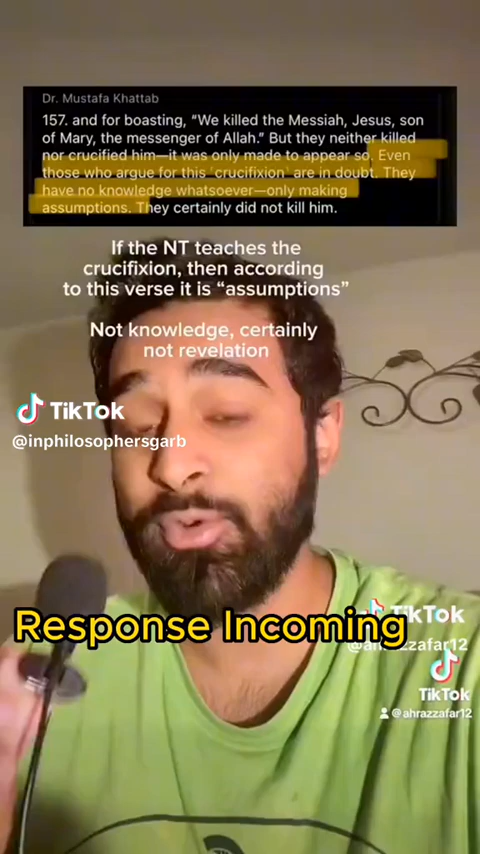 Dr. Mustafa Khattab
157. and for boasting, “We killed the Messiah, Jesus, son
of Mary, the messenger of Allah.” But they neither killed
nor crucified him—it was only made to appear so. Even
those who argue for this ‘crucifixion’ are in doubt. They
have no knowledge whatsoever—only making
assumptions. They certainly did not kill him.
If the NT teaches the
crucifixion, then according
to this verse it is “assumptions”
Not knowledge, certainly
not revelation
TikTok
@inphilosophersgarb
Response Incoming
TikTok
@ahrazzafar12
TikTok
@ahrazzafar12